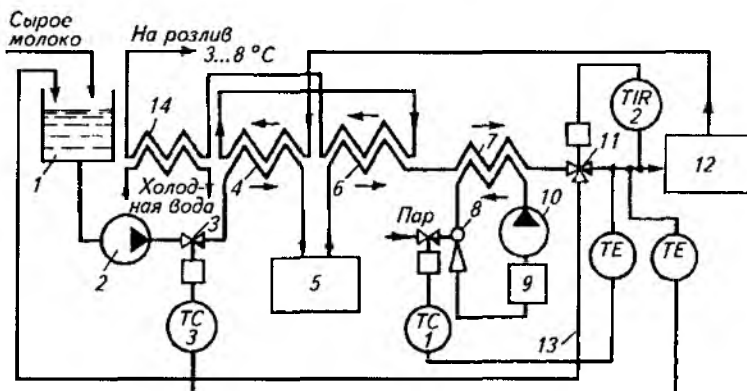 Сырое
молоко
На розлив
3...8 °C
14
TIR
2
11
7
12
1
4
6
10
Холод-
ная вода
3
Пар
8
2
5
9
TE
TE
TC
3
TC
1
13